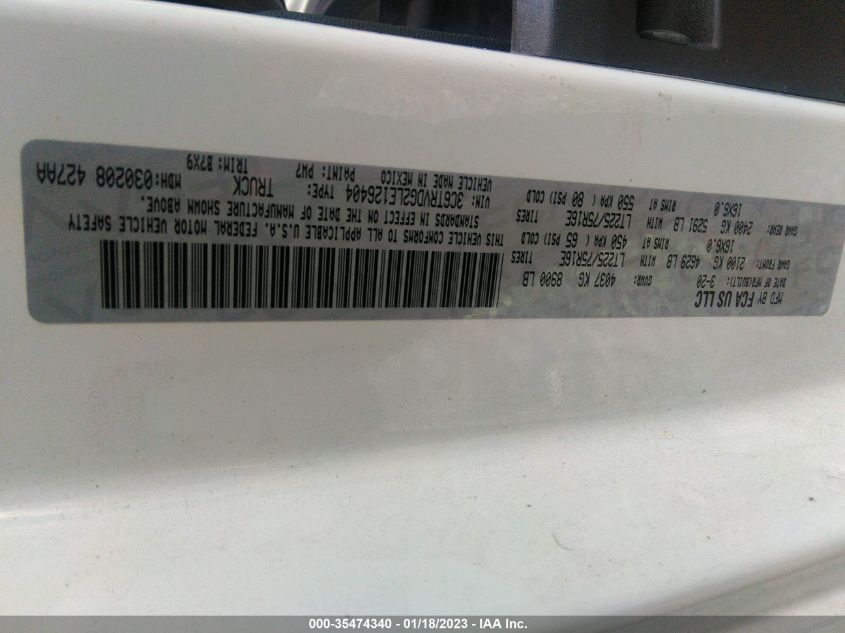 MFD BY FCA US LLC
DATE OF MFR(BUILT): 3-20 GVWR: 4037 KG 8900 LB
GAWR FRONT: 2100 KG 4629 LB WITH LT225/75R16E TIRES
16X6.0 RIMS AT 450 KPA ( 65 PSI) COLD
GAWR REAR: 2400 KG 5291 LB WITH LT225/75R16E TIRES
16X6.0 RIMS AT 550 KPA ( 80 PSI) COLD
THIS VEHICLE CONFORMS TO ALL APPLICABLE U.S.A. FEDERAL MOTOR VEHICLE SAFETY
STANDARDS IN EFFECT ON THE DATE OF MANUFACTURE SHOWN ABOVE.
VIN: 3C6TRVDG2LE126404 TYPE: TRUCK MDH: 030208 427AA
VEHICLE MADE IN MEXICO PAINT: PW7 TRIM: B7X9
000-35474340 - 01/18/2023 - IAA Inc.